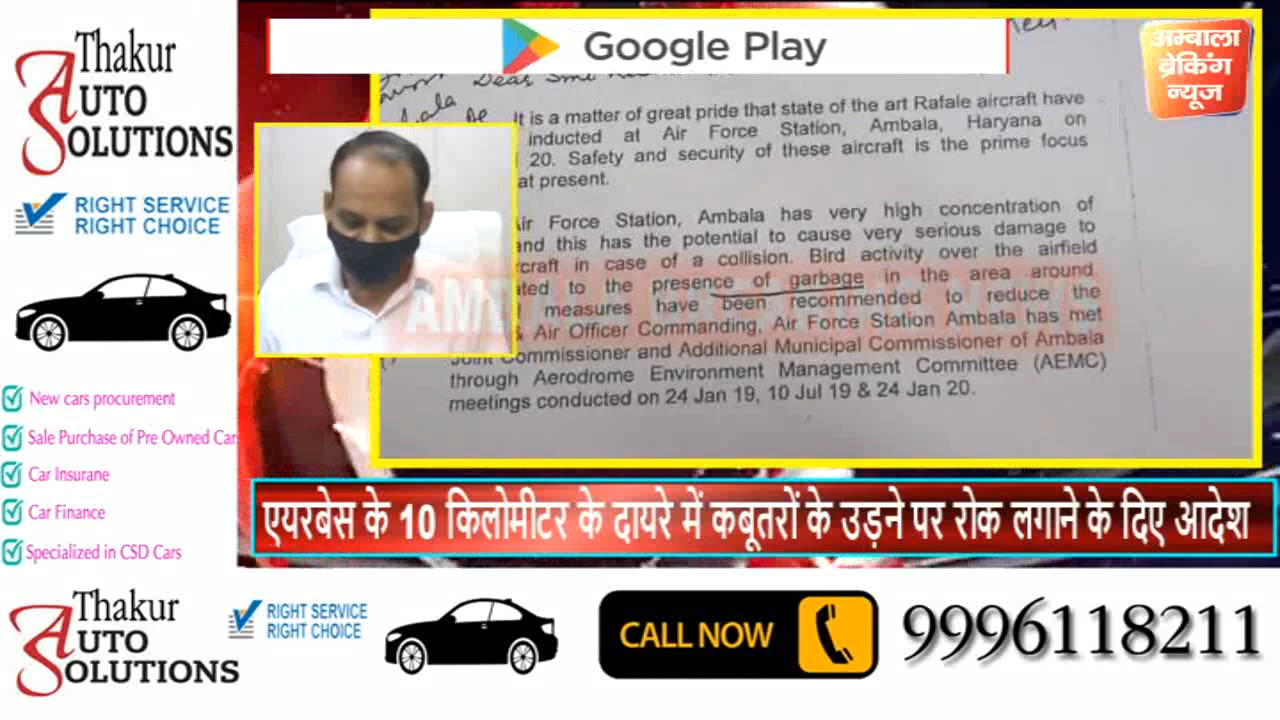 Thakur
AUTO
SOLUTIONS
RIGHT SERVICE
RIGHT CHOICE
New cars procurement
Sale Purchase of Pre Owned Cars
Car Insurane
Car Finance
Specialized in CSD Cars
Google Play
अम्बाला
ब्रेकिंग
न्यूज
Dear Smt
It is a matter of great pride that state of the art Rafale aircraft have
inducted at Air Force Station, Ambala, Haryana on
20. Safety and security of these aircraft is the prime focus
at present.
Air Force Station, Ambala has very high concentration of
and this has the potential to cause very serious damage to
rcraft in case of a collision. Bird activity over the airfield
ated to the presence of garbage in the area around.
measures have been recommended to reduce the
& Air Officer Commanding, Air Force Station Ambala has met
Joint Commissioner and Additional Municipal Commissioner of Ambala
through Aerodrome Environment Management Committee (AEMC)
meetings conducted on 24 Jan 19, 10 Jul 19 & 24 Jan 20.
एयरबेस के 10 किलोमीटर के दायरे में कबूतरों के उड़ने पर रोक लगाने के दिए आदेश
Thakur
AUTO
SOLUTIONS
RIGHT SERVICE
RIGHT CHOICE
CALL NOW
9996118211